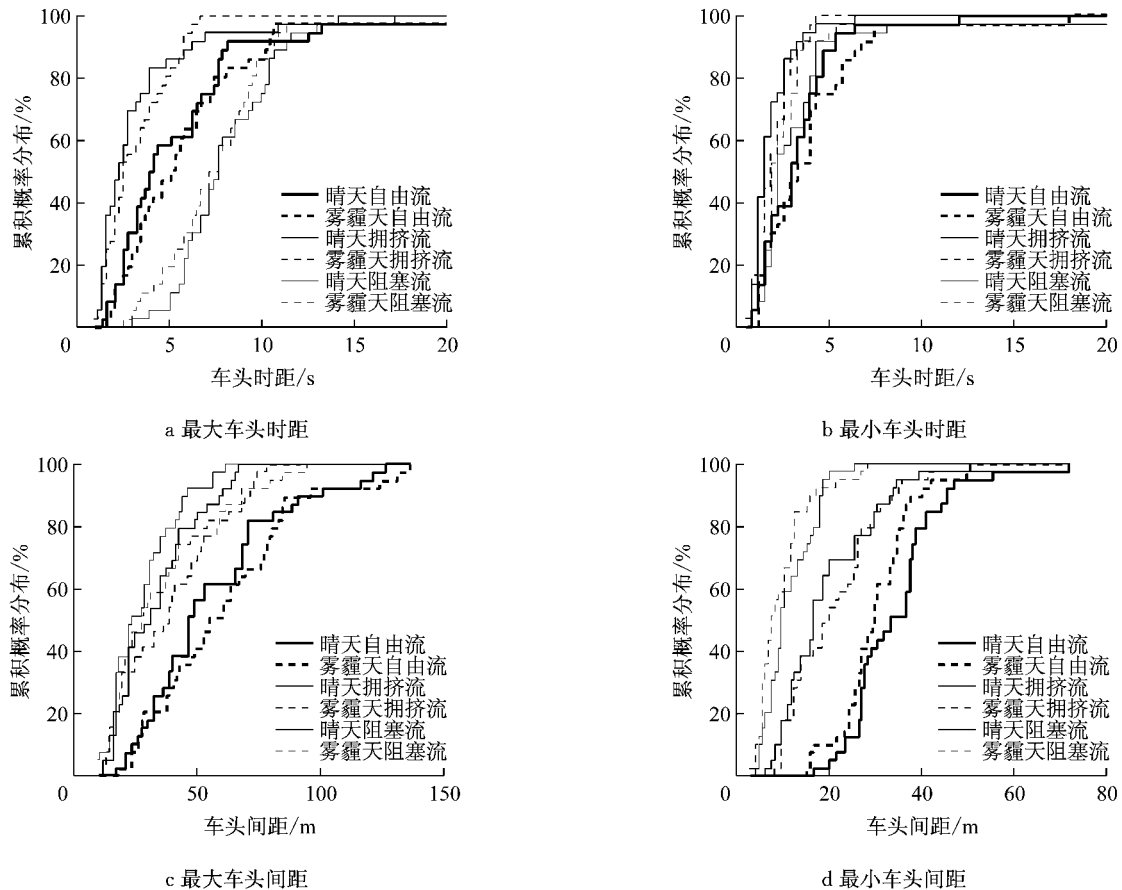 100
80
60
40
20
0
5
10
15
20
累积概率分布/%
车头时距/s
晴天自由流
雾霾天自由流
晴天拥挤流
雾霾天拥挤流
晴天阻塞流
雾霾天阻塞流
a 最大车头时距
100
80
60
40
20
0
5
10
15
20
累积概率分布/%
车头时距/s
晴天自由流
雾霾天自由流
晴天拥挤流
雾霾天拥挤流
晴天阻塞流
雾霾天阻塞流
b 最小车头时距
100
80
60
40
20
0
50
100
150
累积概率分布/%
车头间距/m
晴天自由流
雾霾天自由流
晴天拥挤流
雾霾天拥挤流
晴天阻塞流
雾霾天阻塞流
c 最大车头间距
100
80
60
40
20
0
20
40
60
80
累积概率分布/%
车头间距/m
晴天自由流
雾霾天自由流
晴天拥挤流
雾霾天拥挤流
晴天阻塞流
雾霾天阻塞流
d 最小车头间距